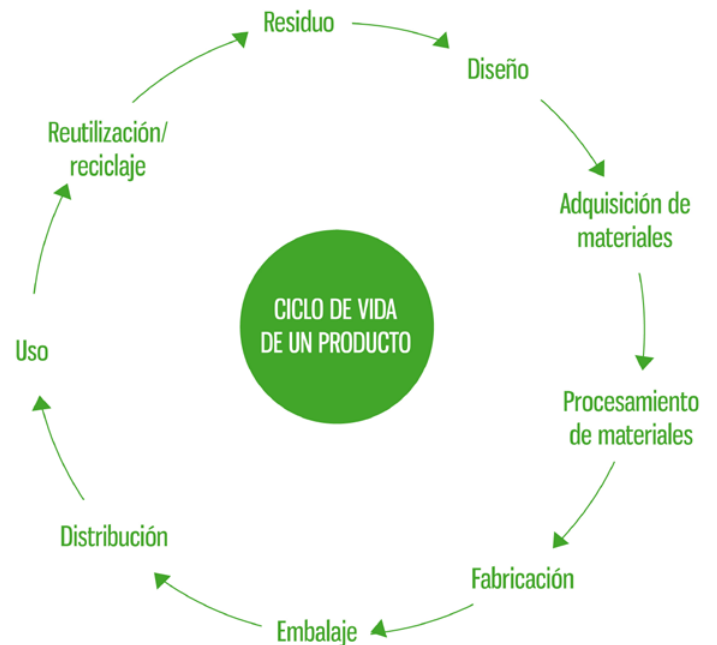 Residuo
Diseño
Adquisición de
materiales
Procesamiento
de materiales
Fabricación
Embalaje
Distribución
Uso
Reutilización/
reciclaje
CICLO DE VIDA
DE UN PRODUCTO